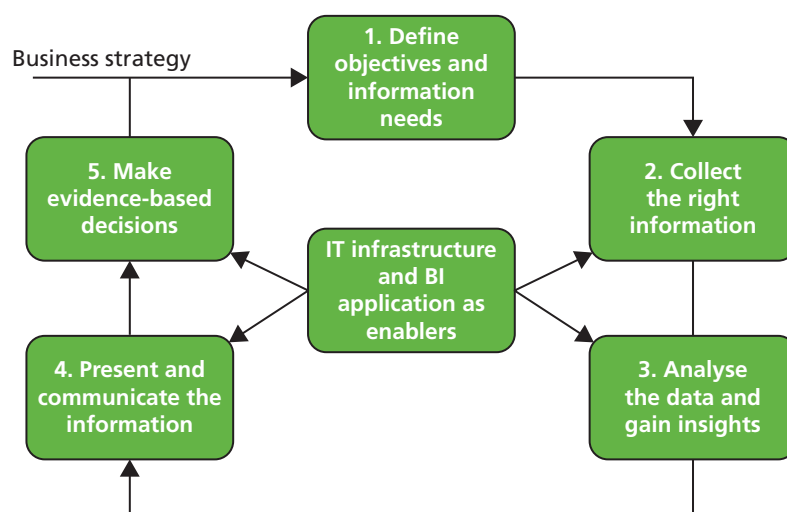 Business strategy
1. Define
objectives and
information
needs
2. Collect
the right
information
3. Analyse
the data and
gain insights
4. Present and
communicate the
information
5. Make
evidence-based
decisions
IT infrastructure
and BI
application as
enablers